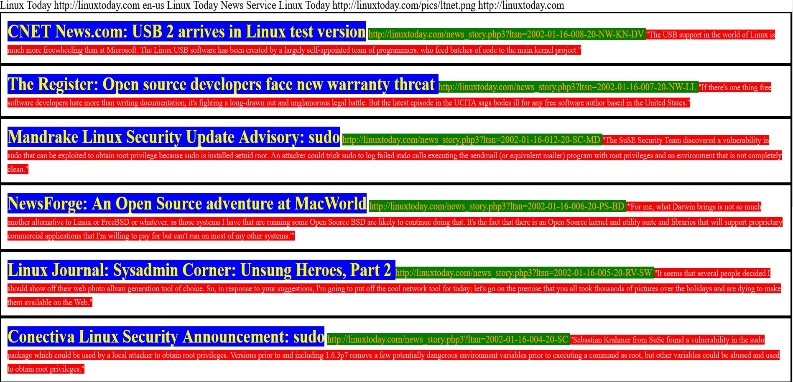 Linux Today http://linuxtoday.com en-us Linux Today News Service Linux Today http://linuxtoday.com/pics/ltnet.png http://linuxtoday.com
CNET News.com: USB 2 arrives in Linux test version http://linuxtoday.com/news_story.php3?ltsn=2002-01-16-008-20-NW-KN-DV "The USB support in the world of Linux is
much more freewheeling than at Microsoft. The Linux USB software has been created by a largely self-appointed team of programmers, who feed batches of code to the main kernel project."
The Register: Open source developers face new warranty threat http://linuxtoday.com/news_story.php3?ltsn=2002-01-16-007-20-NW-LL "If there's one thing free
software developers hate more than writing documentation, it's fighting a long-drawn out and unglamorous legal battle. But the latest episode in the UCITA saga bodes ill for any free software author based in the United States."
Mandrake Linux Security Update Advisory: sudo http://linuxtoday.com/news_story.php3?ltsn=2002-01-16-012-20-SC-MD "The SuSE Security Team discovered a vulnerability in
sudo that can be exploited to obtain root privilege because sudo is installed setuid root. An attacker could trick sudo to log failed sudo calls executing the sendmail (or equivalent mailer) program with root privileges and an environment that is not completely
clean."
NewsForge: An Open Source adventure at MacWorld http://linuxtoday.com/news_story.php3?ltsn=2002-01-16-006-20-PS-BD "For me, what Darwin brings is not so much
another alternative to Linux or FreeBSD or whatever, as those systems I have that are running some Open Source BSD are likely to continue doing that. It's the fact that there is an Open Source kernel and utility suite and libraries that will support proprietary
commercial applications that I'm willing to pay for but can't run on most of my other systems."
Linux Journal: Sysadmin Corner: Unsung Heroes, Part 2 http://linuxtoday.com/news_story.php3?ltsn=2002-01-16-005-20-RV-SW "It seems that several people decided I
should show off their web photo album generation tool of choice. So, in response to your suggestions, I'm going to put off the cool network tool for today; let's go on the premise that you all took thousands of pictures over the holidays and are dying to make
them available on the Web."
Conectiva Linux Security Announcement: sudo http://linuxtoday.com/news_story.php3?ltsn=2002-01-16-004-20-SC "Sebastian Krahmer from SuSe found a vulnerability in the sudo
package which could be used by a local attacker to obtain root privileges. Versions prior to and including 1.6.3p7 remove a few potentially dangerous environment variables prior to executing a command as root, but other variables could be abused and used
to obtain root privileges."